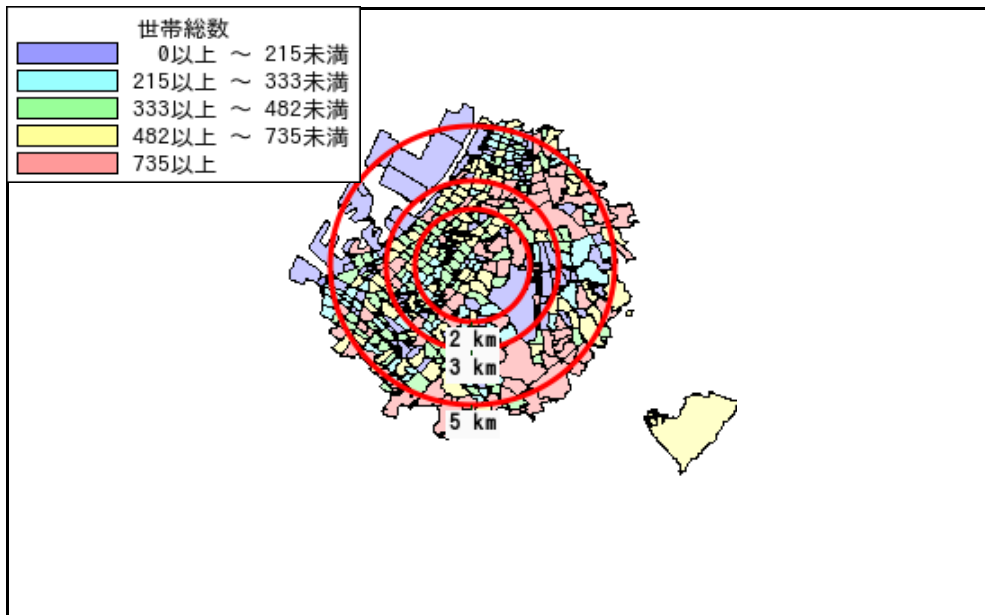 世帯総数
0以上 ～ 215未満
215以上 ～ 333未満
333以上 ～ 482未満
482以上 ～ 735未満
735以上
2 km
3 km
5 km